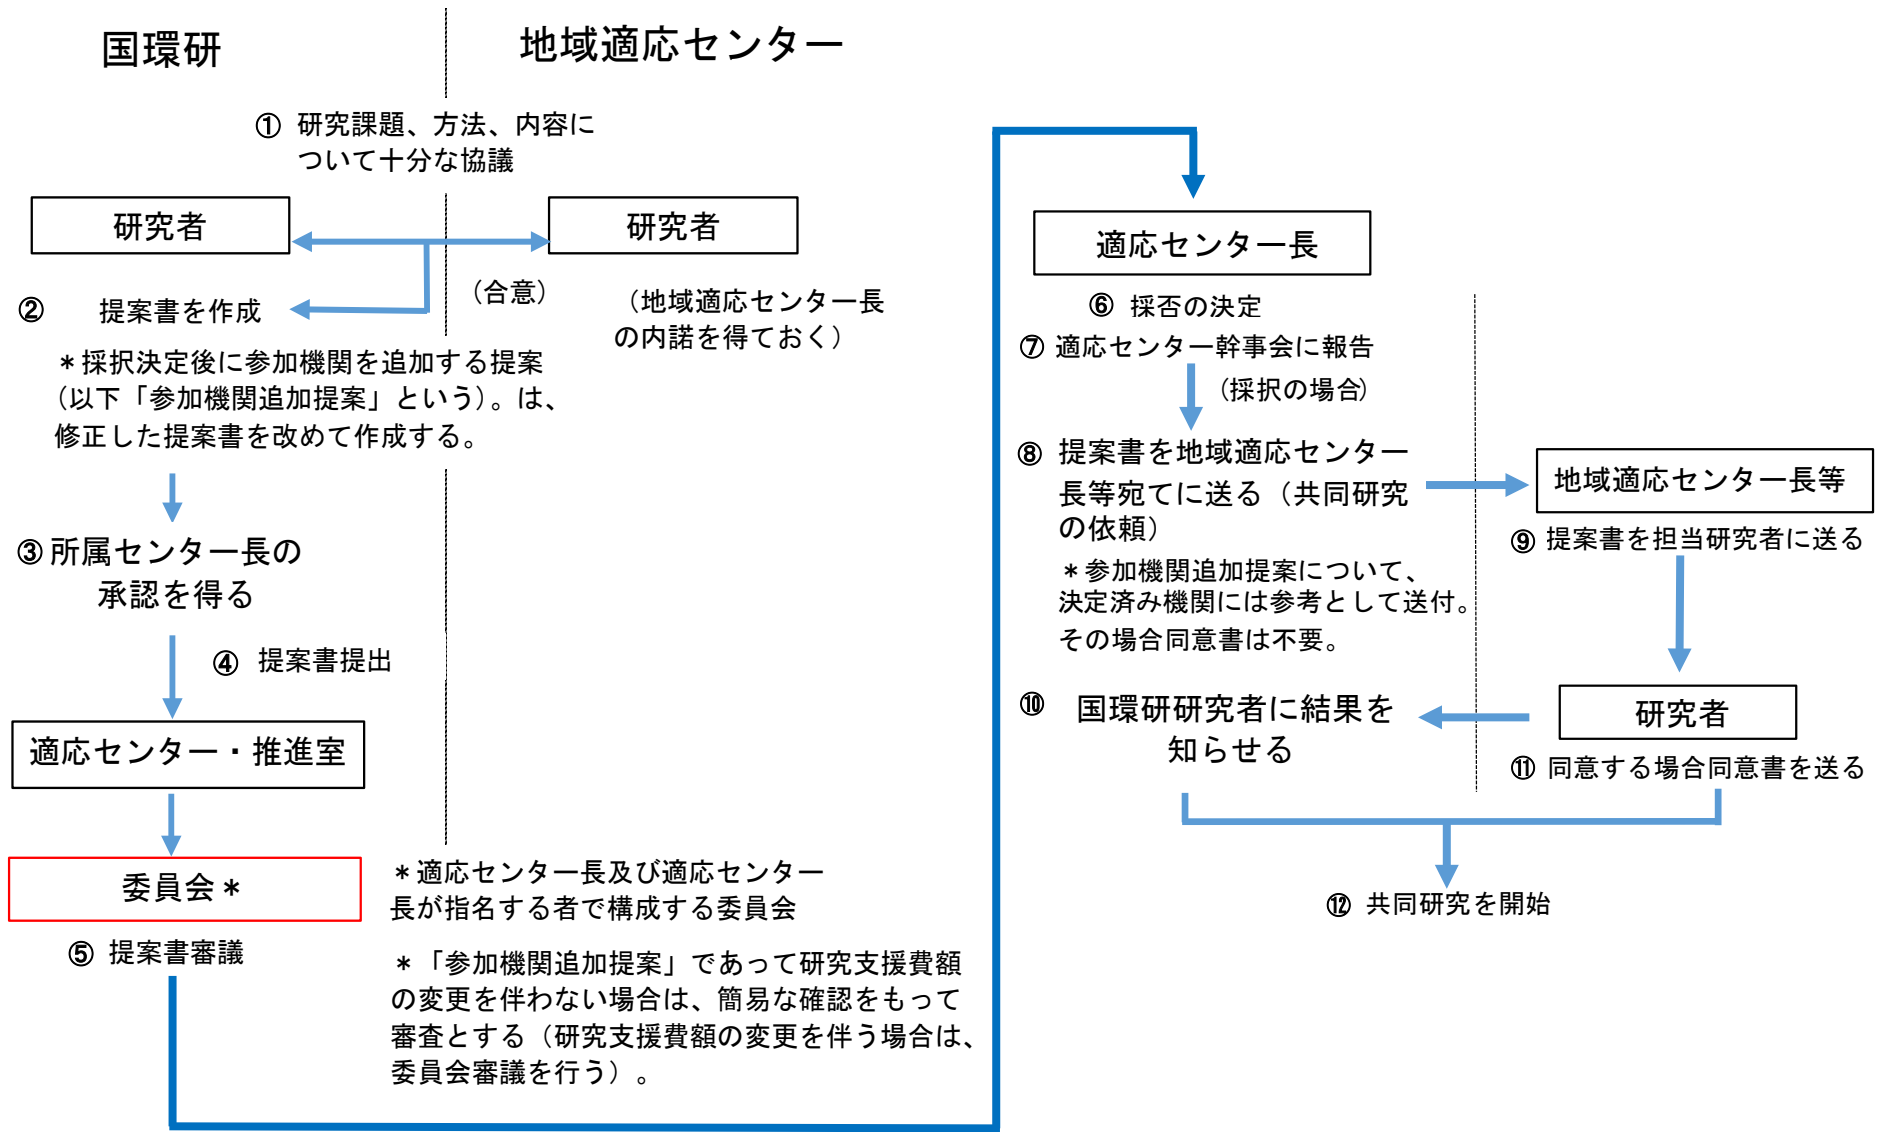 国環研
地域適応センター
① 研究課題、方法、内容に
ついて十分な協議
研究者
研究者
② 提案書を作成
（合意）
（地域適応センター長
の内諾を得ておく）
＊採択決定後に参加機関を追加する提案
（以下「参加機関追加提案」という）。は、
修正した提案書を改めて作成する。
③所属センター長の
承認を得る
④ 提案書提出
適応センター・推進室
委員会＊
⑤ 提案書審議
＊適応センター長及び適応センター
長が指名する者で構成する委員会
＊「参加機関追加提案」であって研究支援費額
の変更を伴わない場合は、簡易な確認をもって
審査とする（研究支援費額の変更を伴う場合は、
委員会審議を行う）。
適応センター長
⑥ 採否の決定
⑦ 適応センター幹事会に報告
（採択の場合）
⑧ 提案書を地域適応センター
長等宛てに送る（共同研究
の依頼）
＊参加機関追加提案について、
決定済み機関には参考として送付。
その場合同意書は不要。
地域適応センター長等
⑨ 提案書を担当研究者に送る
⑩ 国環研研究者に結果を
知らせる
研究者
⑪ 同意する場合同意書を送る
⑫ 共同研究を開始